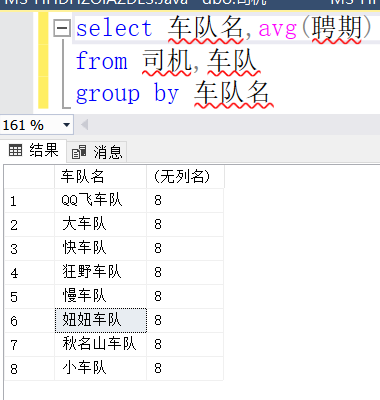 select 车队名,avg(聘期)
from 司机,车队
group by 车队名
161 %
结果 消息
车队名 (无列名)
1 QQ飞车队 8
2 大车队 8
3 快车队 8
4 狂野车队 8
5 慢车队 8
6 妞妞车队 8
7 秋名山车队 8
8 小车队 8